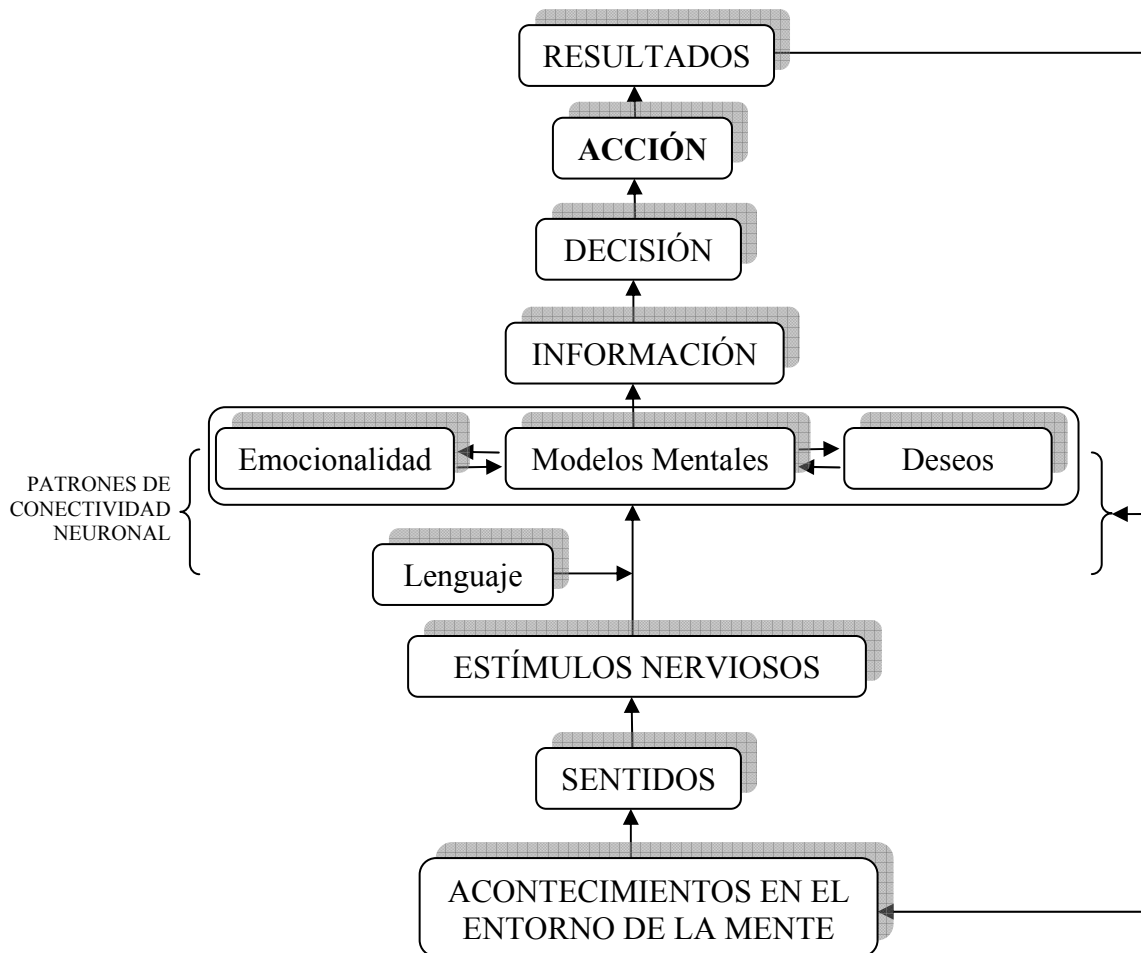 RESULTADOS
ACCIÓN
DECISIÓN
INFORMACIÓN
Emocionalidad
Modelos Mentales
Deseos
PATRONES DE
CONECTIVIDAD
NEURONAL
Lenguaje
ESTÍMULOS NERVIOSOS
SENTIDOS
ACONTECIMIENTOS EN EL
ENTORNO DE LA MENTE